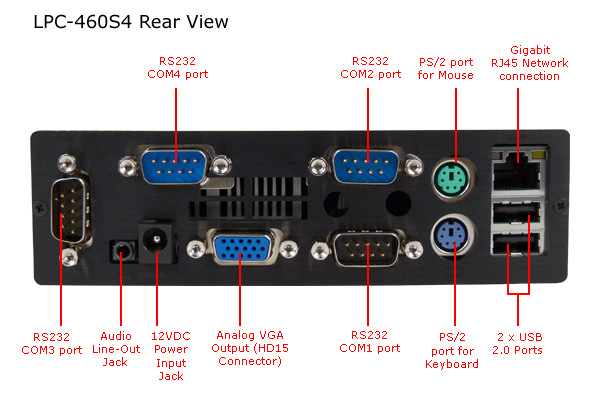 LPC-460S4 Rear View
RS232
COM4 port
RS232
COM2 port
PS/2 port
for Mouse
Gigabit
RJ45 Network
connection
RS232
COM3 port
Audio
Line-Out
Jack
12VDC
Power
Input
Jack
Analog VGA
Output (HD15
Connector)
RS232
COM1 port
PS/2
port for
Keyboard
2 x USB
2.0 Ports